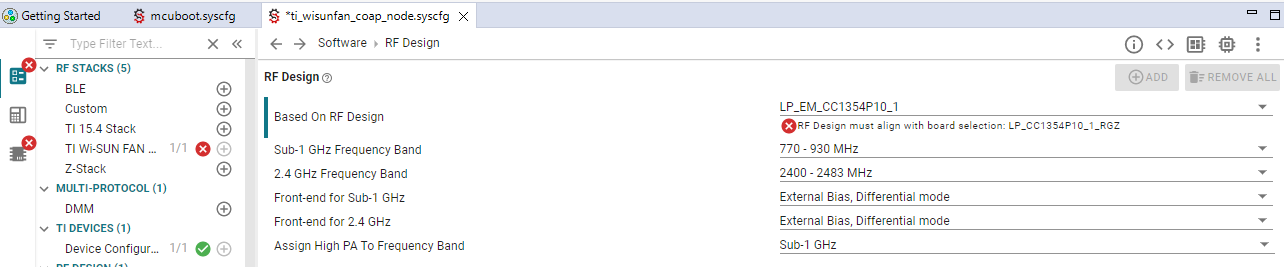 Getting Started mcuboot.syscfg *ti_wisunfan_coap_node.syscfg
Type Filter Text... Software RF Design
RF STACKS (5)
BLE
Custom
TI 15.4 Stack
TI Wi-SUN FAN ... 1/1
Z-Stack
MULTI-PROTOCOL (1)
DMM
TI DEVICES (1)
Device Configur... 1/1
RF Design
ADD REMOVE ALL
Based On RF Design LP_EM_CC1354P10_1
RF Design must align with board selection: LP_CC1354P10_1_RGZ
Sub-1 GHz Frequency Band 770 - 930 MHz
2.4 GHz Frequency Band 2400 - 2483 MHz
Front-end for Sub-1 GHz External Bias, Differential mode
Front-end for 2.4 GHz External Bias, Differential mode
Assign High PA To Frequency Band Sub-1 GHz